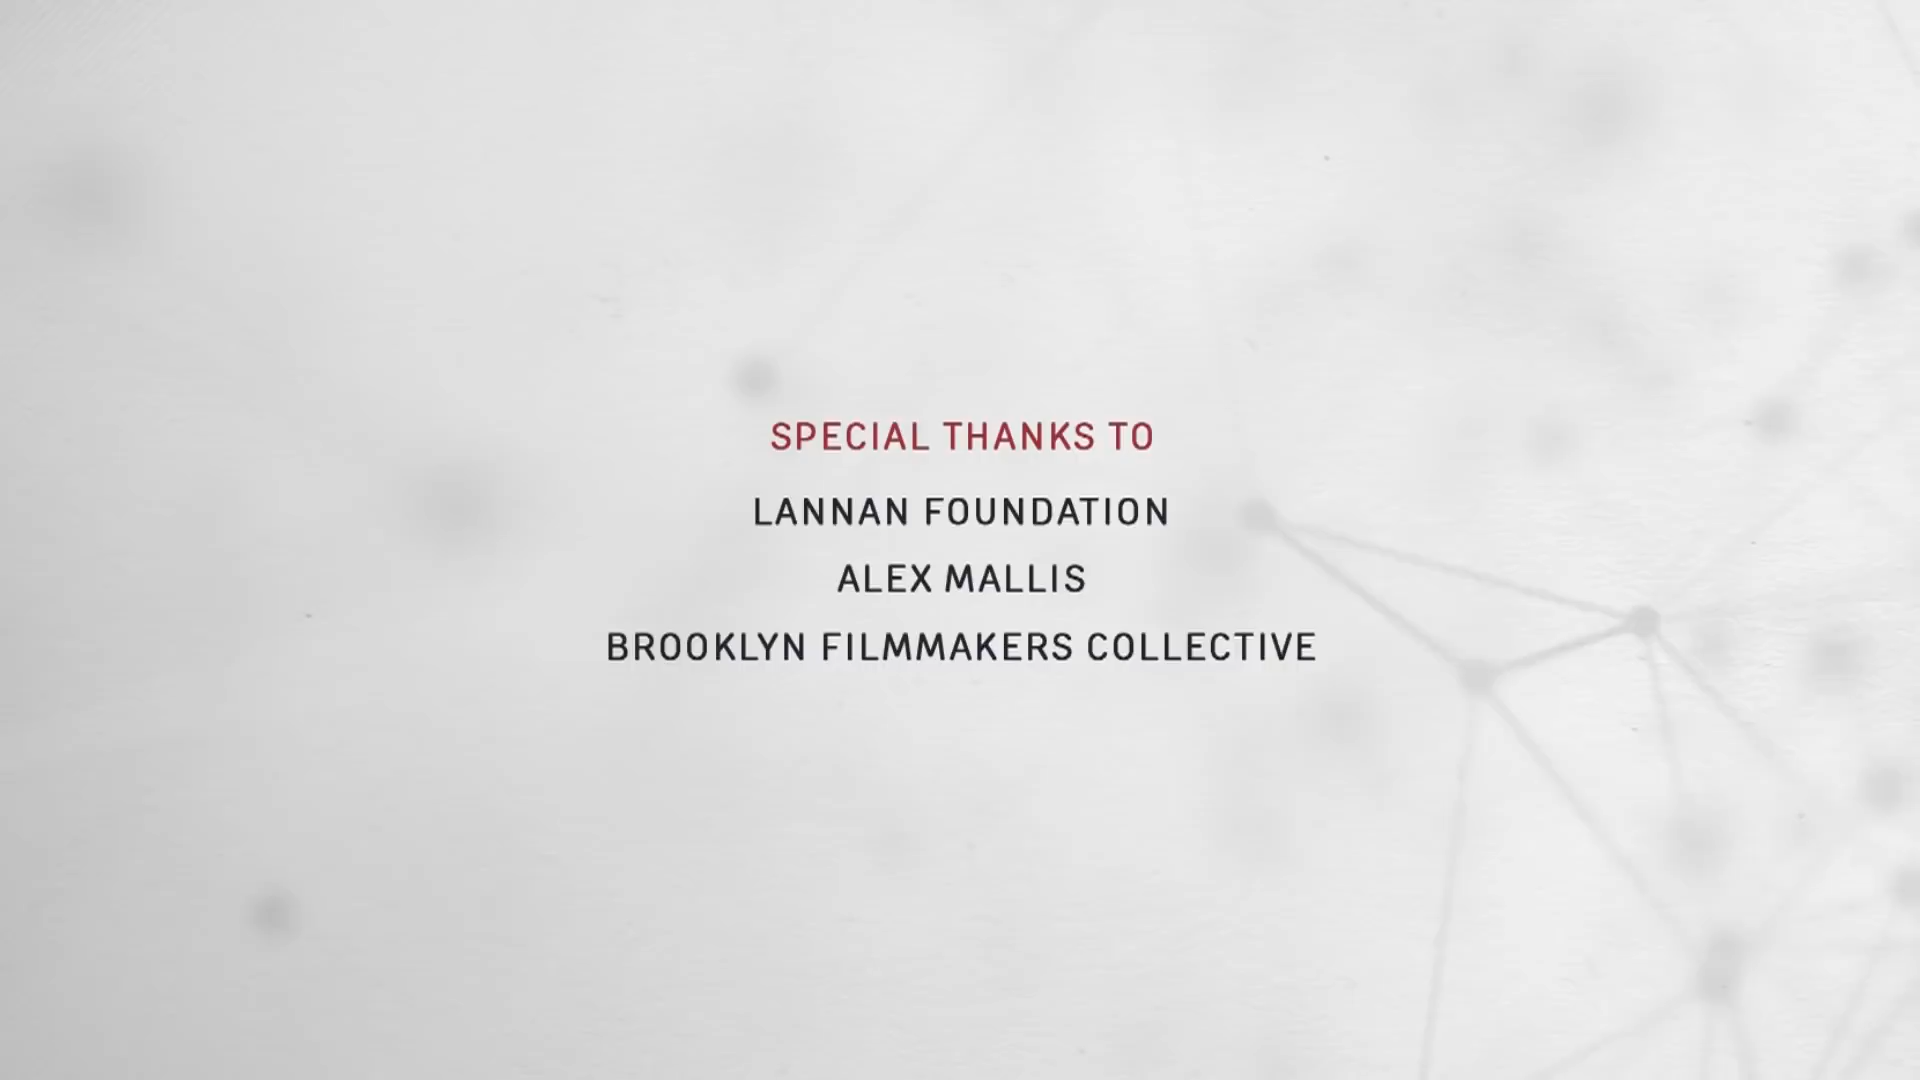 SPECIAL THANKS TO
LANNAN FOUNDATION
ALEX MALLIS
BROOKLYN FILMMAKERS COLLECTIVE